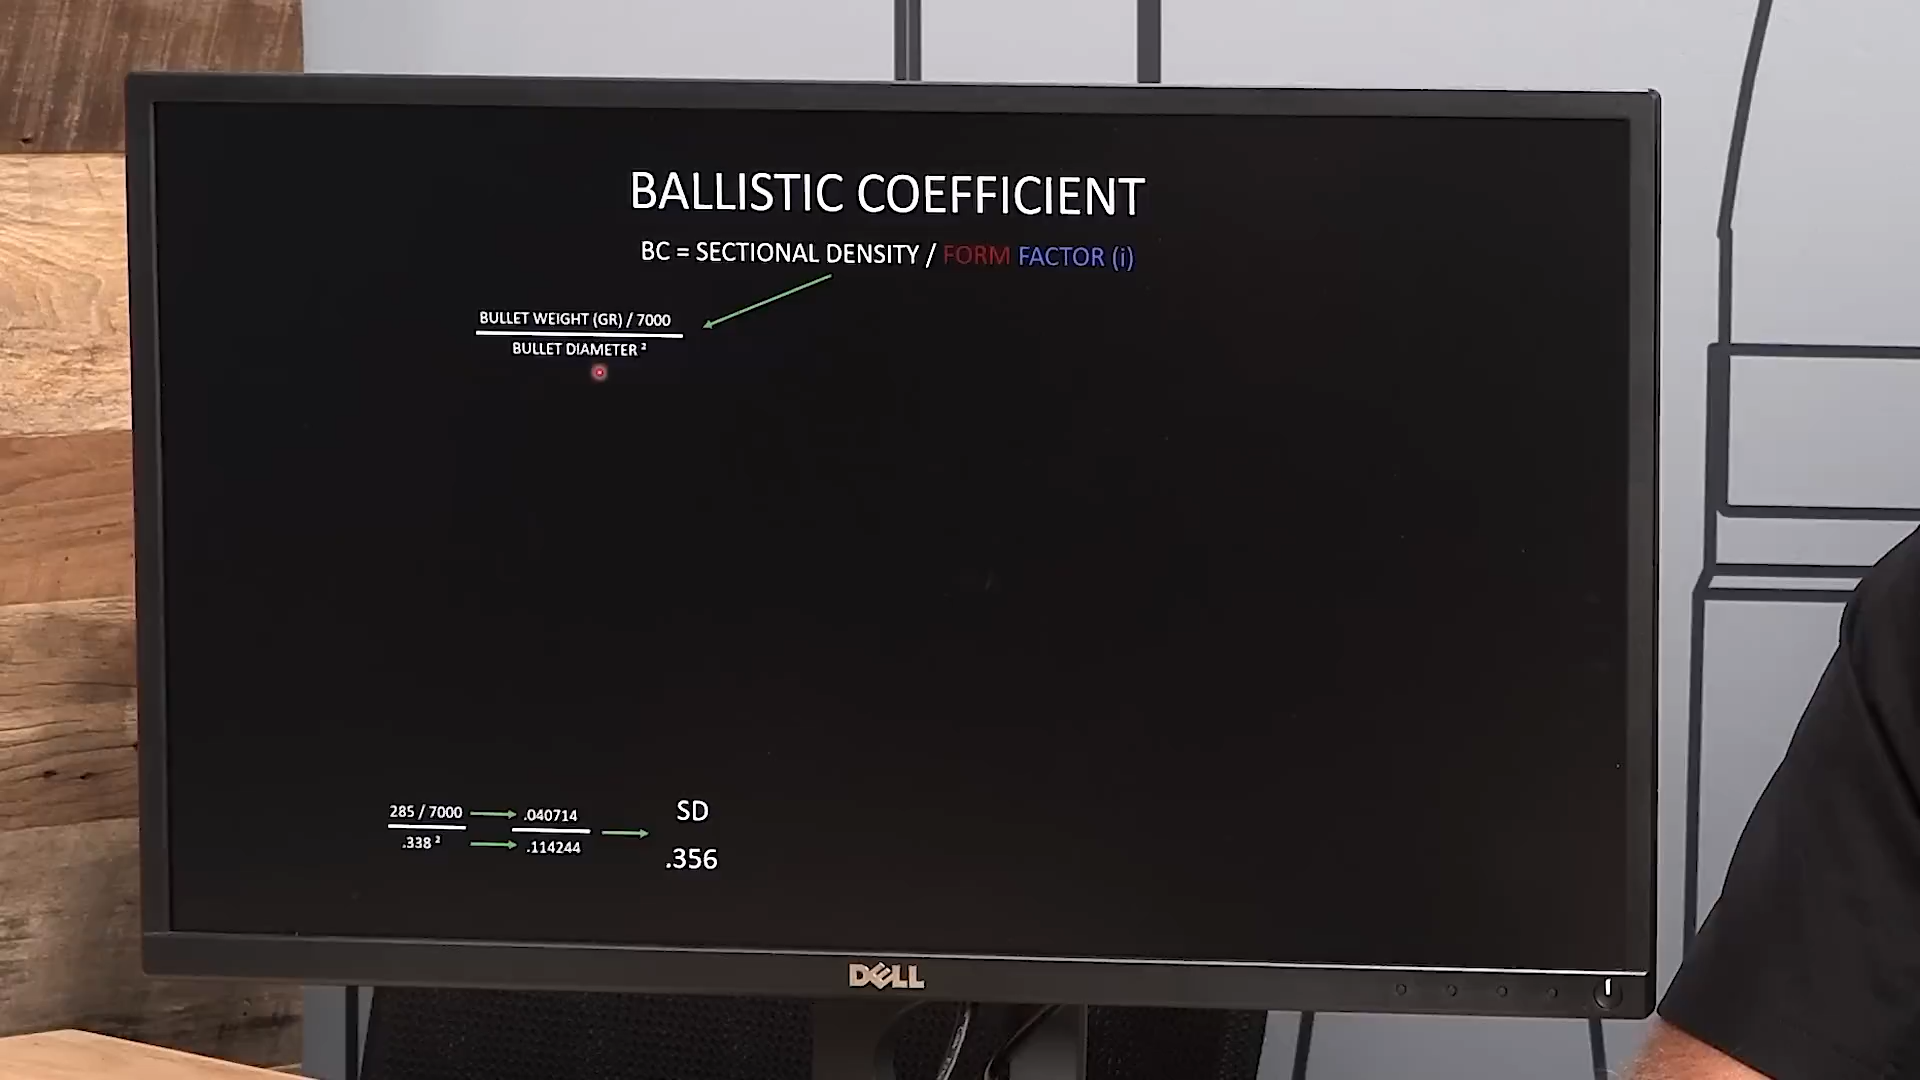 BALLISTIC COEFFICIENT
BC = SECTIONAL DENSITY / FORM FACTOR (i)
BULLET WEIGHT (GR) / 7000
BULLET DIAMETER ²
285 / 7000
.338 ²
.040714
.114244
SD
.356
DELL